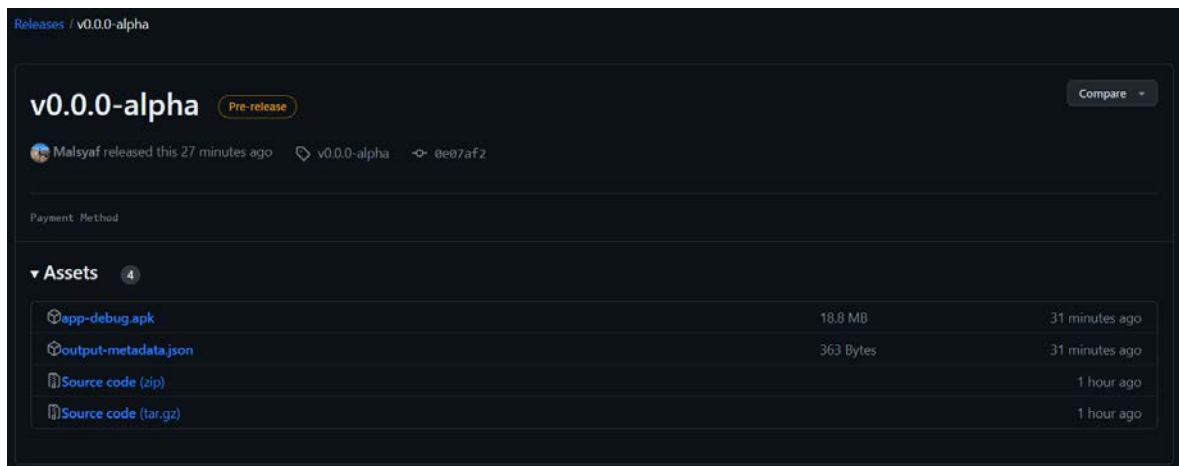 Releases / v0.0.0-alpha
v0.0.0-alpha Pre-release
Compare
Malsyaf released this 27 minutes ago v0.0.0-alpha 0e07af2
Payment Method
Assets 4
app-debug.apk 18.8 MB 31 minutes ago
output-metadata.json 363 Bytes 31 minutes ago
Source code (zip) 1 hour ago
Source code (tar.gz) 1 hour ago